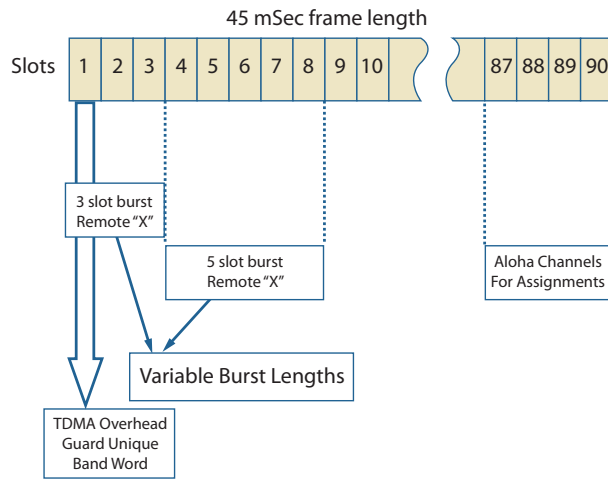 45 mSec frame length
Slots 1 2 3 4 5 6 7 8 9 10 87 88 89 90
3 slot burst
Remote “X”
5 slot burst
Remote “X”
Aloha Channels
For Assignments
Variable Burst Lengths
TDMA Overhead
Guard Unique
Band Word